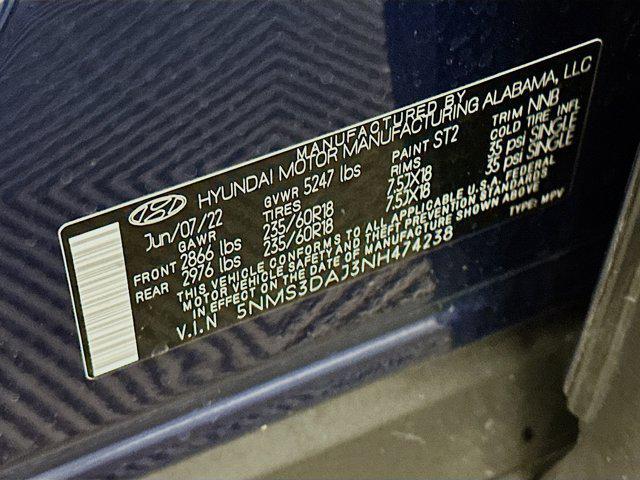 MANUFACTURED BY
HYUNDAI MOTOR MANUFACTURING ALABAMA, LLC
Jun/07/22 GVWR 5247 lbs PAINT ST2 TRIM NNB
GAWR TIRES RIMS COLD TIRE INFL
FRONT 2866 lbs 235/60R18 7.5JX18 35 PSI SINGLE
REAR 2976 lbs 235/60R18 7.5JX18 35 PSI SINGLE
THIS VEHICLE CONFORMS TO ALL APPLICABLE U.S.A. FEDERAL
MOTOR VEHICLE SAFETY AND THEFT PREVENTION STANDARDS
IN EFFECT ON THE DATE OF MANUFACTURE SHOWN ABOVE
V.I.N 5NMS3DAJ3NH474238 TYPE: MPV